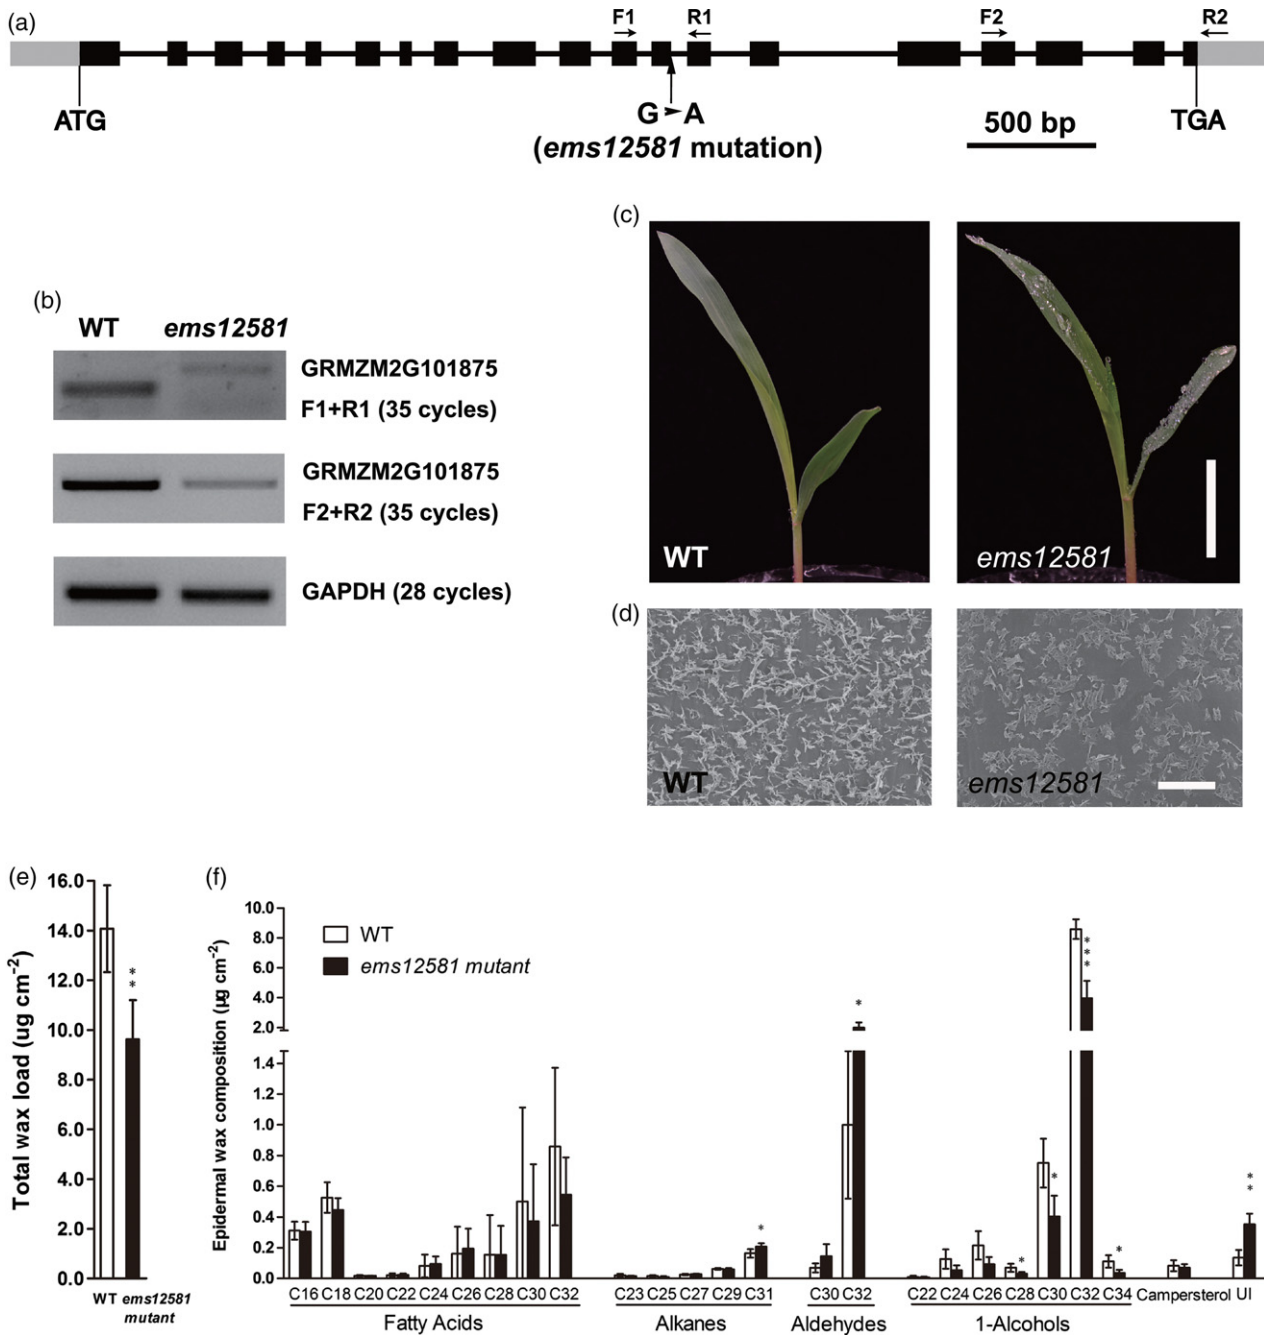 (a)
F1
R1
F2
R2
ATG
G ➤ A
(ems12581 mutation)
500 bp
TGA
(b)
WT
ems12581
GRMZM2G101875
F1+R1 (35 cycles)
GRMZM2G101875
F2+R2 (35 cycles)
GAPDH (28 cycles)
(c)
WT
ems12581
(d)
WT
ems12581
(e)
Total wax load (ug cm⁻²)
16.0
14.0
12.0
10.0
8.0
6.0
4.0
2.0
0.0
**
WT ems12581
mutant
(f)
Epidermal wax composition (µg cm⁻²)
10.0
8.0
6.0
4.0
2.0
1.4
1.2
1.0
0.8
0.6
0.4
0.2
0.0
WT
ems12581 mutant
*
*
*
*
***
*
**
C16 C18 C20 C22 C24 C26 C28 C30 C32
Fatty Acids
C23 C25 C27 C29 C31
Alkanes
C30 C32
Aldehydes
C22 C24 C26 C28 C30 C32 C34
1-Alcohols
Campersterol
UI